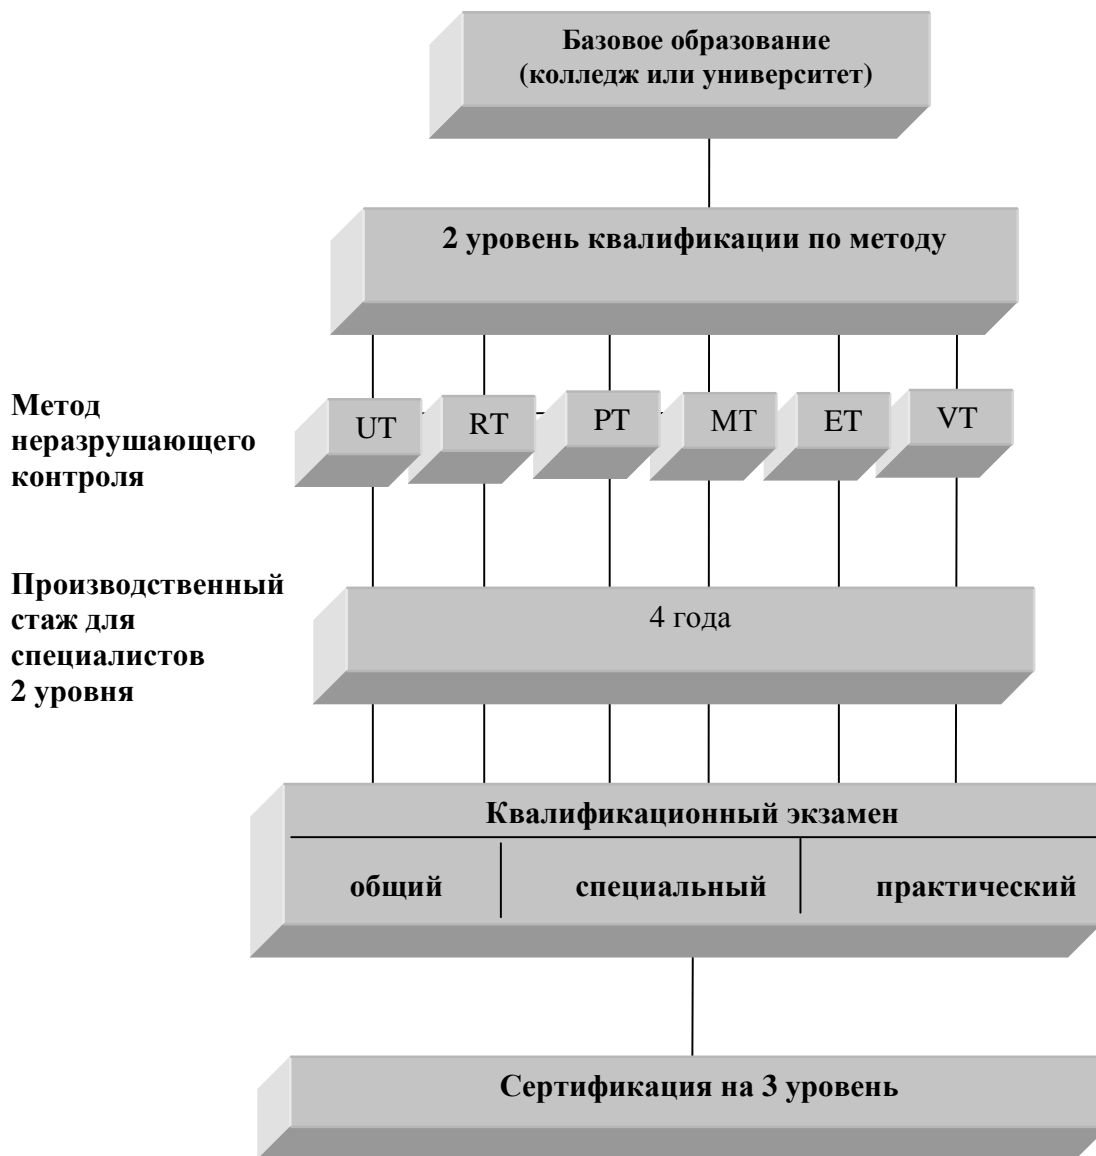 Базовое образование
(колледж или университет)
2 уровень квалификации по методу
Метод
неразрушающего
контроля
UT RT PT MT ET VT
Производственный
стаж для
специалистов
2 уровня
4 года
Квалификационный экзамен
общий специальный практический
Сертификация на 3 уровень